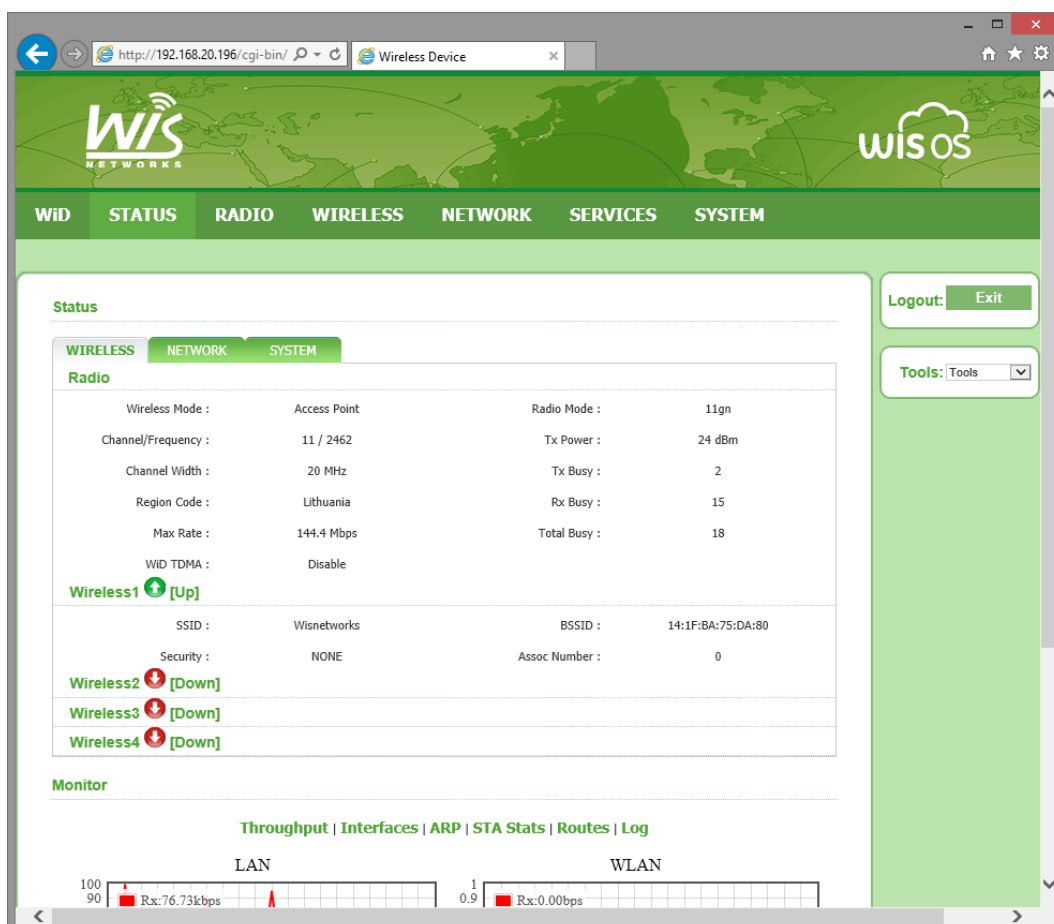 http://192.168.20.196/cgi-bin/ Wireless Device
WiS
NETWORKS
wis os
WiD STATUS RADIO WIRELESS NETWORK SERVICES SYSTEM
Status
Logout: Exit
WIRELESS NETWORK SYSTEM
Tools: Tools
Radio
Wireless Mode : Access Point Radio Mode : 11gn
Channel/Frequency : 11 / 2462 Tx Power : 24 dBm
Channel Width : 20 MHz Tx Busy : 2
Region Code : Lithuania Rx Busy : 15
Max Rate : 144.4 Mbps Total Busy : 18
WiD TDMA : Disable
Wireless1 [Up]
SSID : Wisnetworks BSSID : 14:1F:BA:75:DA:80
Security : NONE Assoc Number : 0
Wireless2 [Down]
Wireless3 [Down]
Wireless4 [Down]
Monitor
Throughput | Interfaces | ARP | STA Stats | Routes | Log
LAN WLAN
100 1
90 Rx:76.73kbps 0.9 Rx:0.00bps